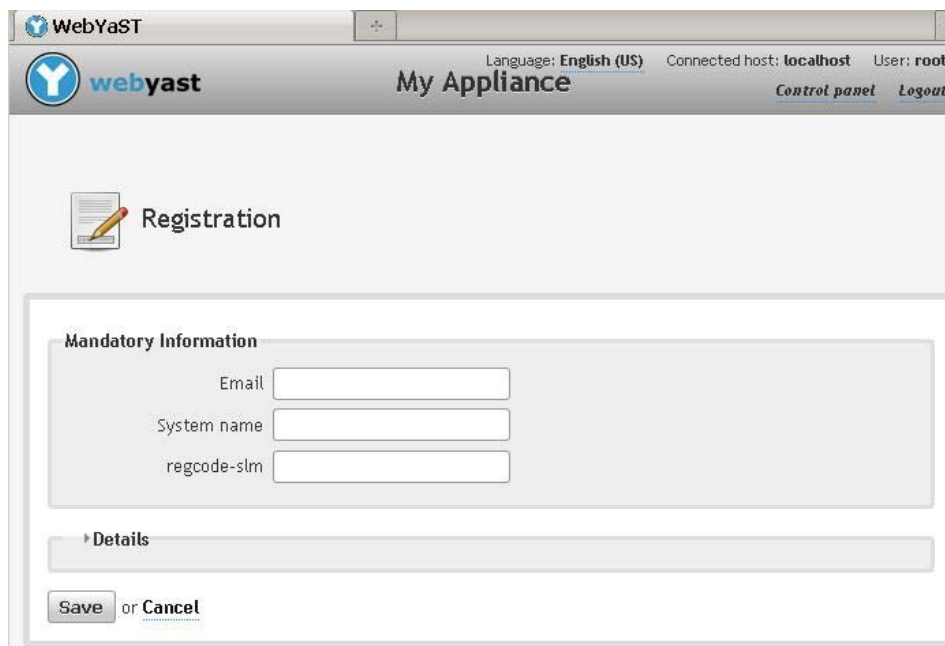 WebYaST
webyast
My Appliance
Language: English (US) Connected host: localhost User: root
Control panel Logout
Registration
Mandatory Information
Email
System name
regcode-slm
Details
Save or Cancel